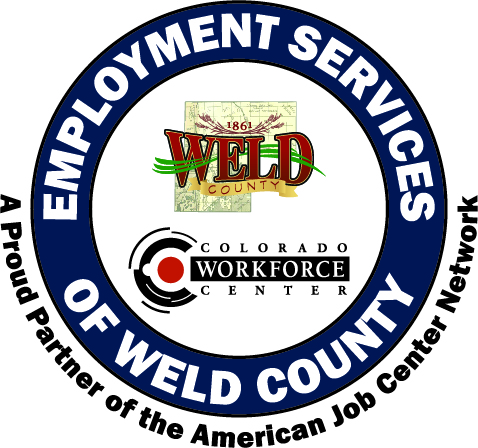 EMPLOYMENT SERVICES
1861
WELD
COUNTY
COLORADO
WORKFORCE
CENTER
OF WELD COUNTY
A Proud Partner of the American Job Center Network